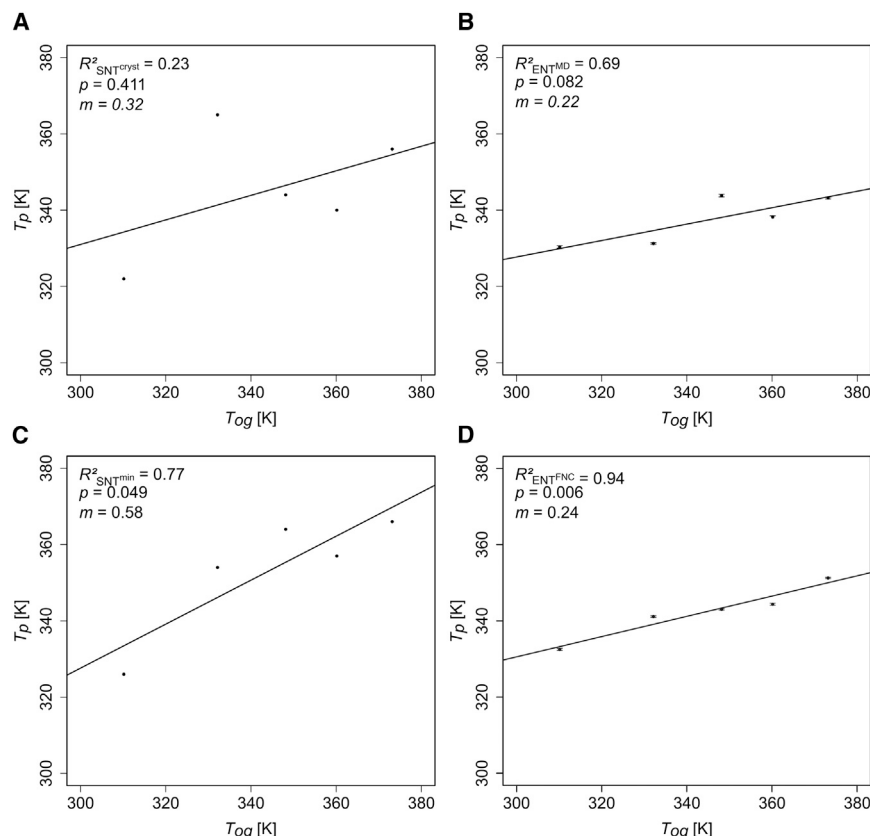 A
R²SNTcryst = 0.23
p = 0.411
m = 0.32
380
360
340
320
300
Tp [K]
300 320 340 360 380
Tog [K]
B
R²ENTMD = 0.69
p = 0.082
m = 0.22
380
360
340
320
300
Tp [K]
300 320 340 360 380
Tog [K]
C
R²SNTmin = 0.77
p = 0.049
m = 0.58
380
360
340
320
300
Tp [K]
300 320 340 360 380
Tog [K]
D
R²ENTFNC = 0.94
p = 0.006
m = 0.24
380
360
340
320
300
Tp [K]
300 320 340 360 380
Tog [K]